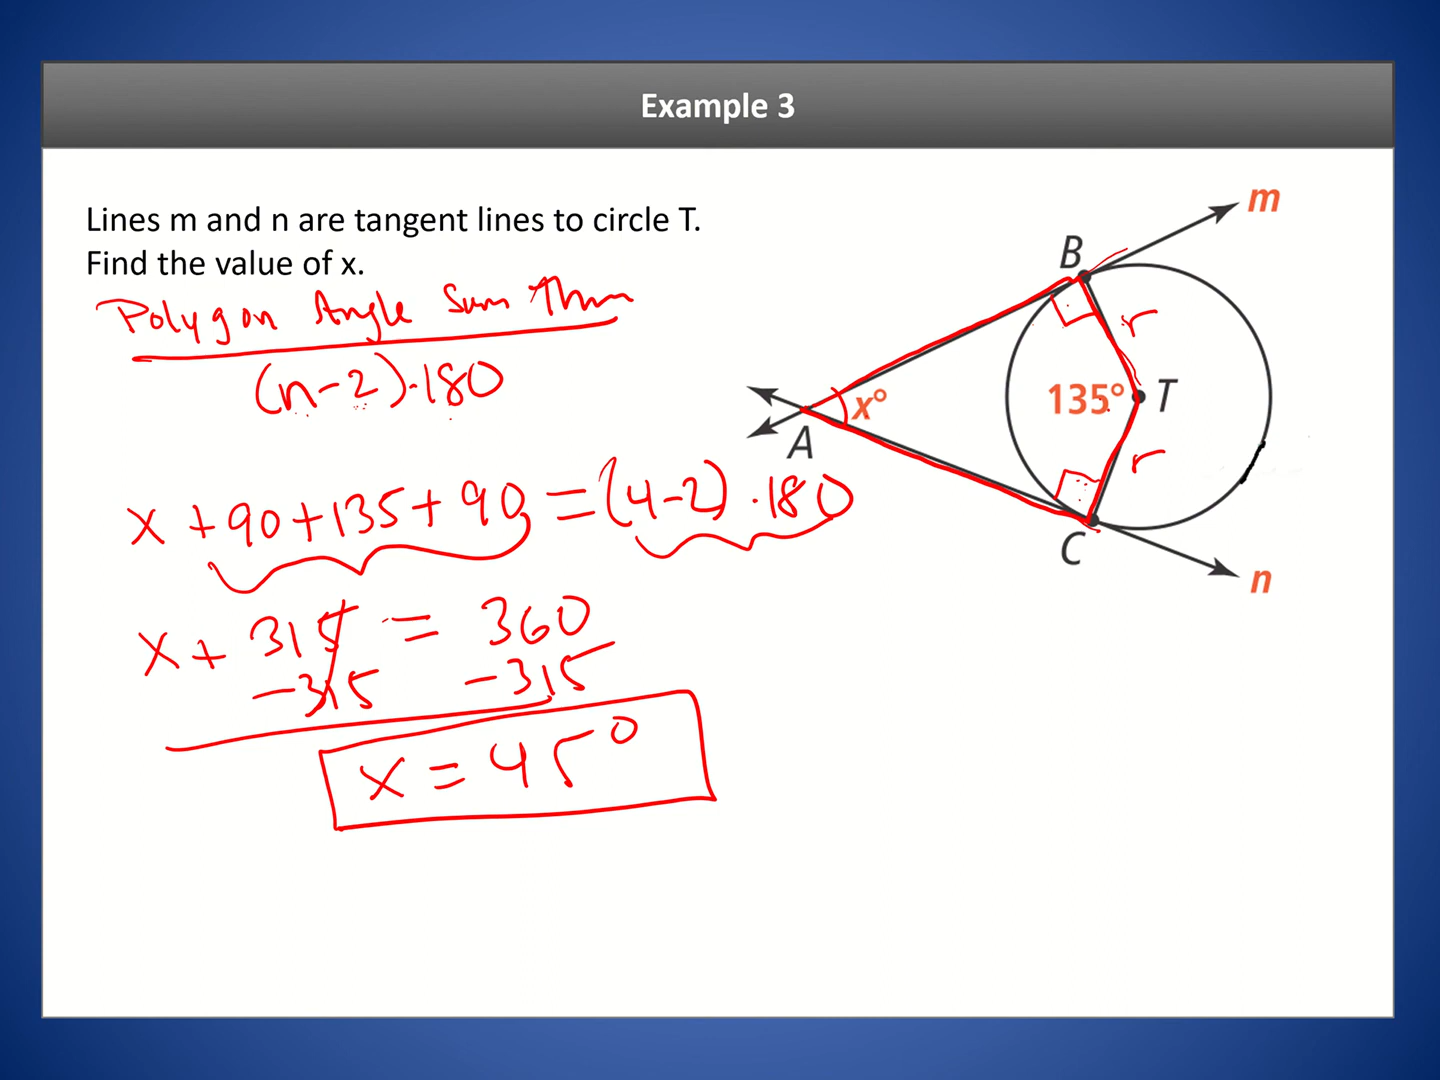 Example 3
Lines m and n are tangent lines to circle T.
Find the value of x.
Polygon Angle Sum Thm
(n-2)·180
x + 90 + 135 + 90 = (4-2) ·180
x + 315 = 360
-315 -315
x = 45°
m
B
r
x°
135°
T
A
r
C
n